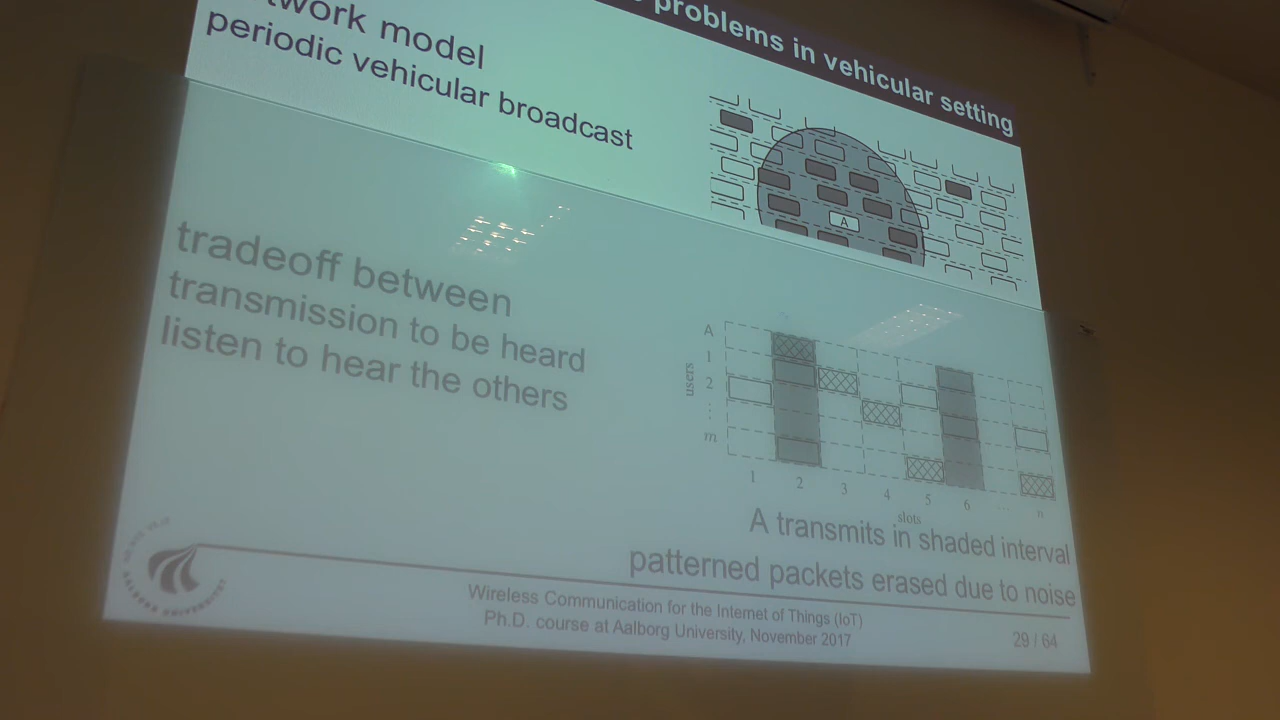 problems in vehicular setting
model
periodic vehicular broadcast
A
tradeoff between
transmission to be heard
listen to hear the others
users
A
1
2
m
1 2 3 4 5 6 ... n
slots
A transmits in shaded interval
patterned packets erased due to noise
AALBORG UNIVERSITY
Wireless Communication for the Internet of Things (IoT)
Ph.D. course at Aalborg University, November 2017
29 / 64